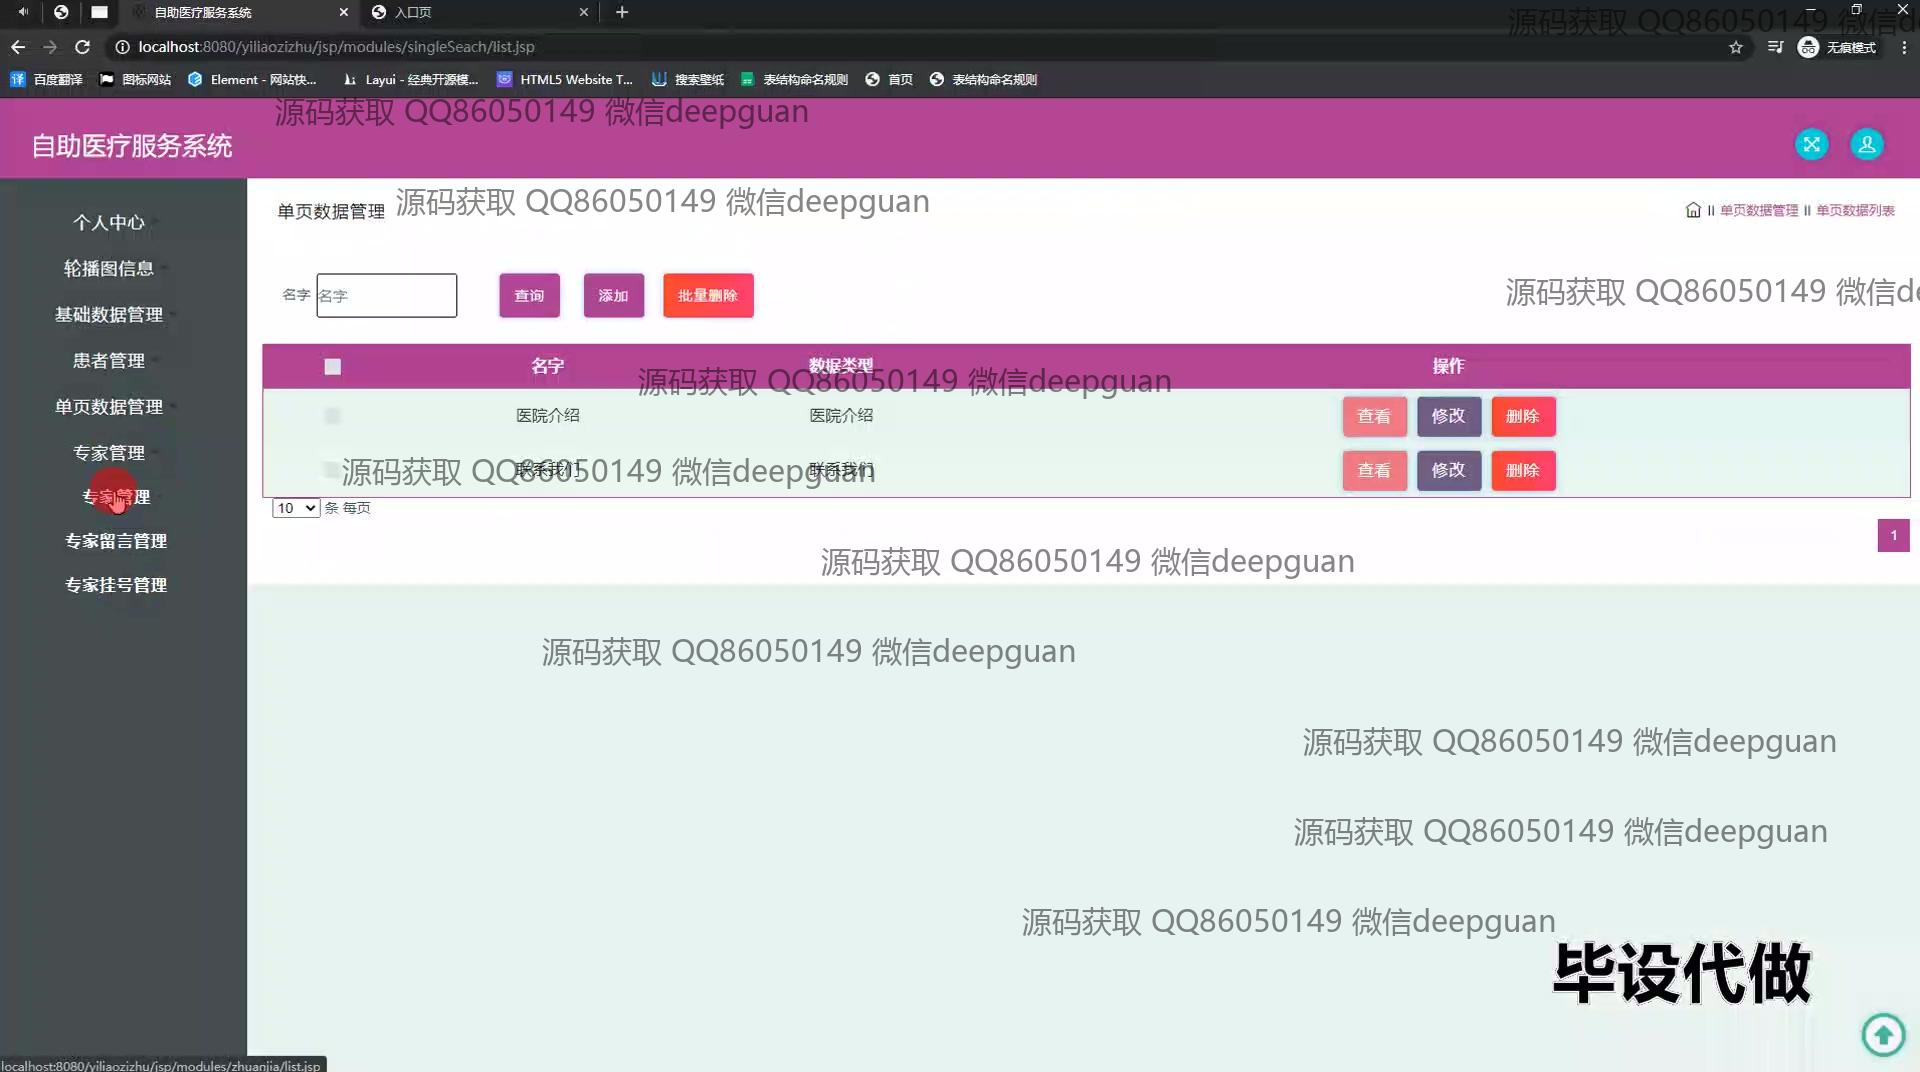 自助医疗服务系统
入口页
源码获取 QQ86050149 微信deepguan
localhost:8080/yiliaozizhu/jsp/modules/singleSeach/list.jsp
无痕模式
百度翻译
图标网站
Element - 网站快...
Layui - 经典开源模...
HTML5 Website T...
搜索壁纸
表结构命名规则
首页
表结构命名规则
源码获取 QQ86050149 微信deepguan
自助医疗服务系统
个人中心
轮播图信息
基础数据管理
患者管理
单页数据管理
专家管理
专家管理
专家留言管理
专家挂号管理
单页数据管理
源码获取 QQ86050149 微信deepguan
单页数据管理
单页数据列表
名字
名字
查询
添加
批量删除
源码获取 QQ86050149 微信de
名字
数据类型
操作
源码获取 QQ86050149 微信deepguan
医院介绍
医院介绍
查看
修改
删除
联系我们
联系我们
查看
修改
删除
源码获取 QQ86050149 微信deepguan
10
条 每页
1
源码获取 QQ86050149 微信deepguan
源码获取 QQ86050149 微信deepguan
源码获取 QQ86050149 微信deepguan
源码获取 QQ86050149 微信deepguan
源码获取 QQ86050149 微信deepguan
毕设代做
localhost:8080/yiliaozizhu/jsp/modules/zhuanjia/list.jsp